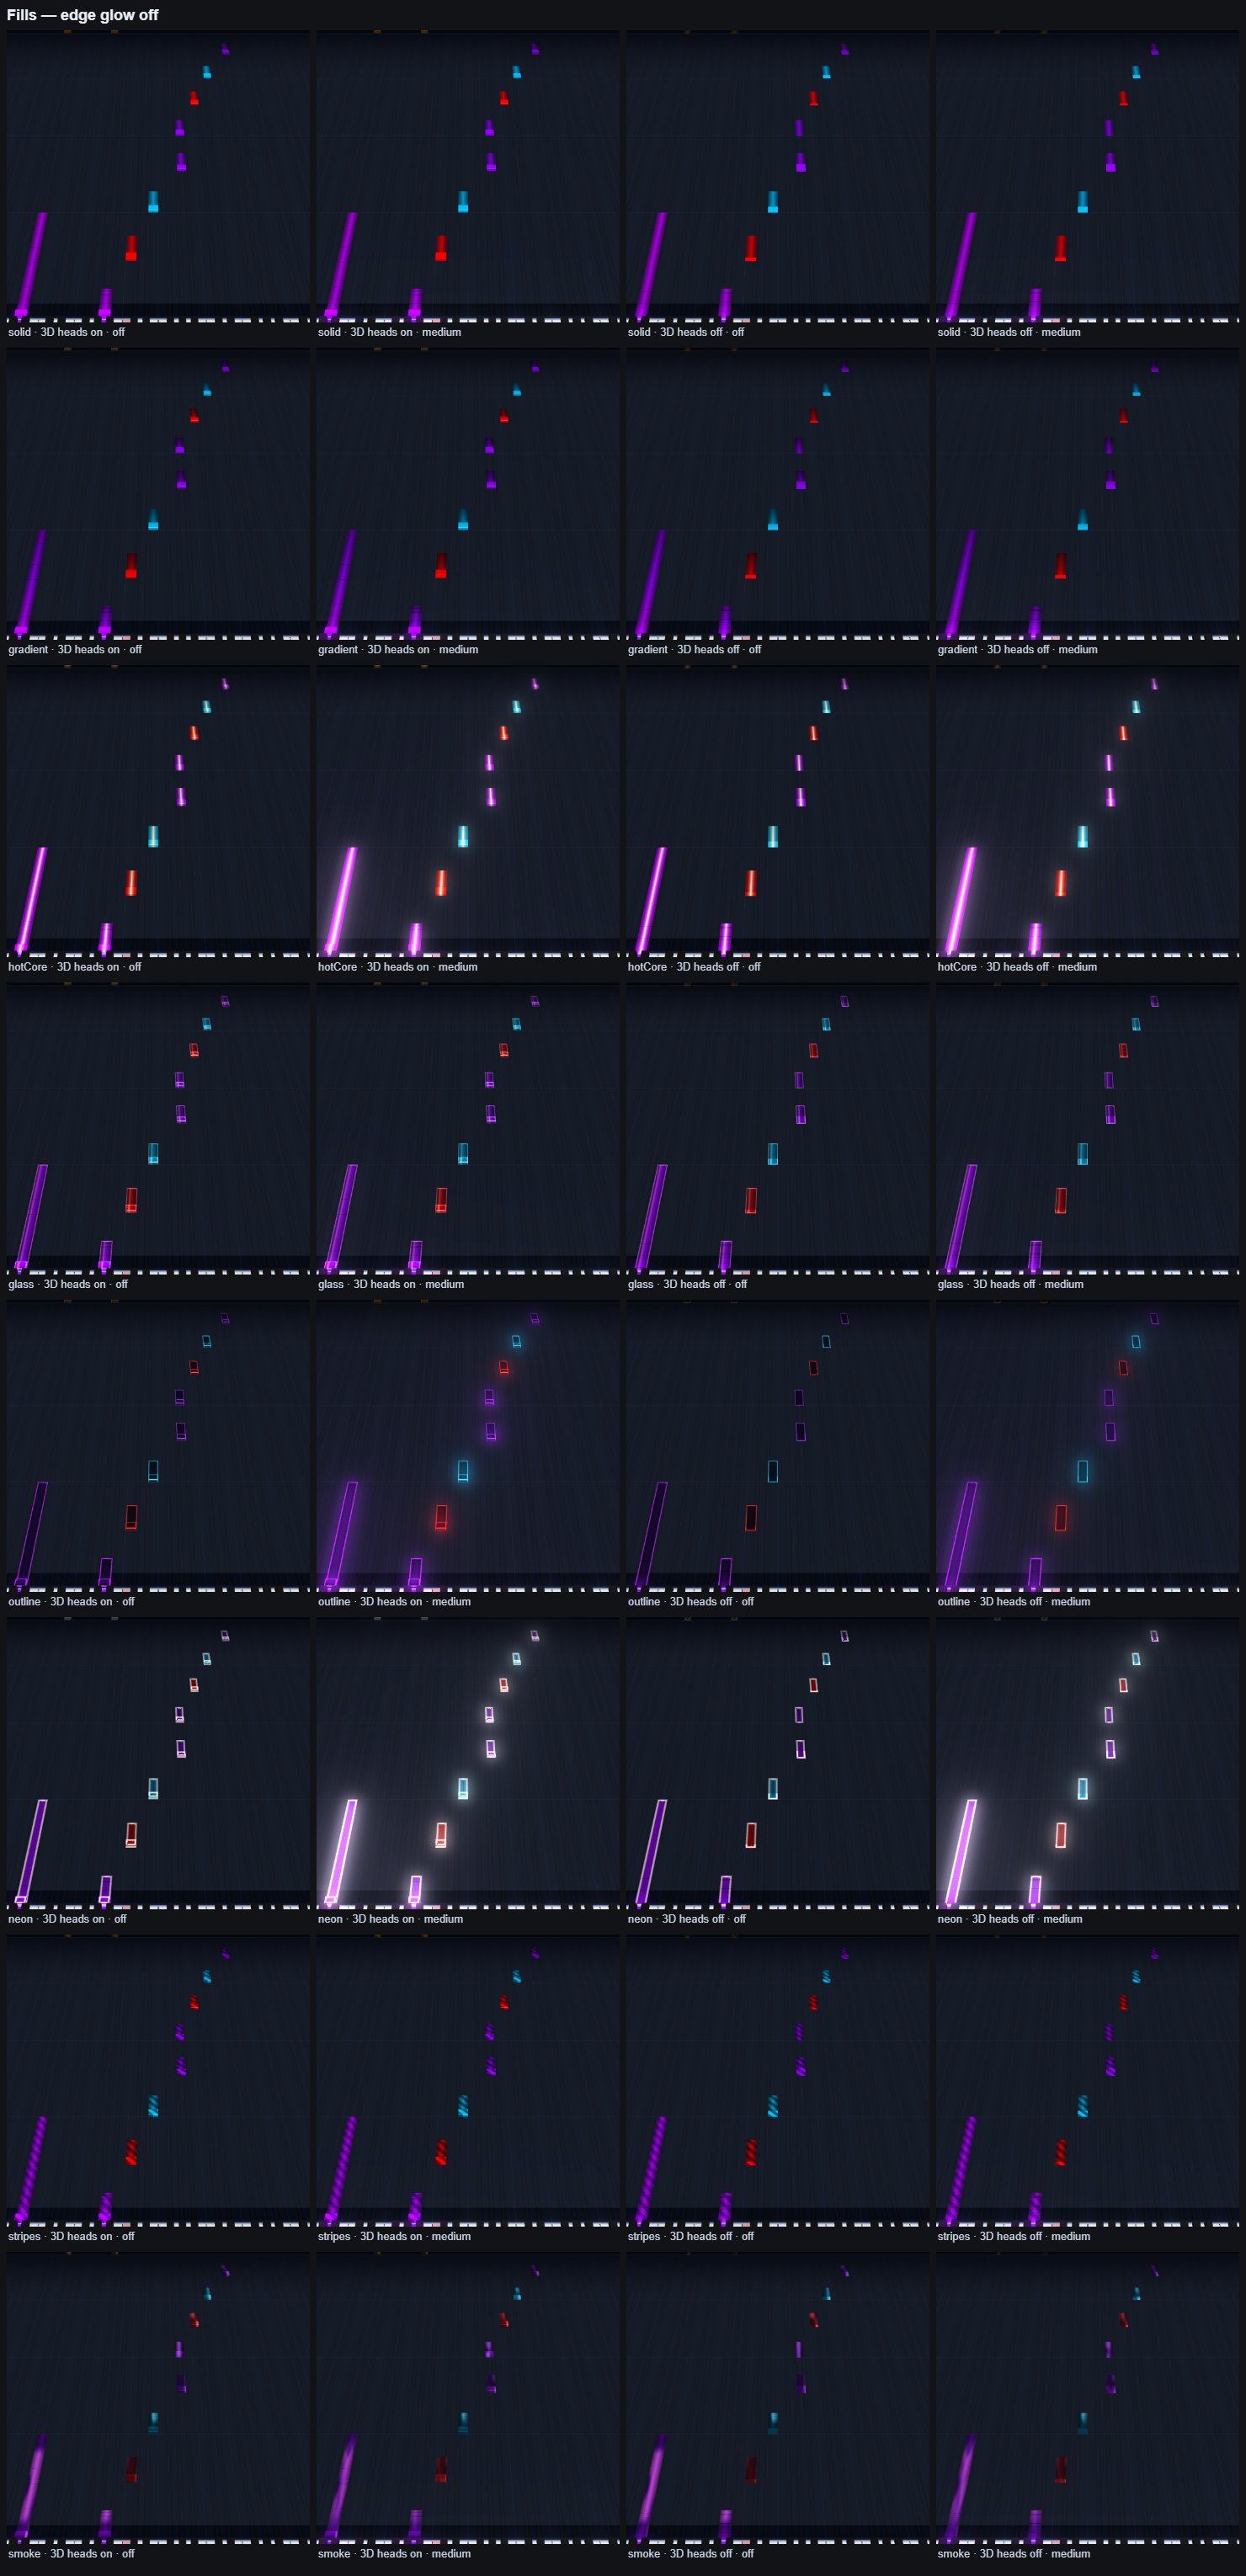 Fills — edge glow off
solid · 3D heads on · off
solid · 3D heads on · medium
solid · 3D heads off · off
solid · 3D heads off · medium
gradient · 3D heads on · off
gradient · 3D heads on · medium
gradient · 3D heads off · off
gradient · 3D heads off · medium
hotCore · 3D heads on · off
hotCore · 3D heads on · medium
hotCore · 3D heads off · off
hotCore · 3D heads off · medium
glass · 3D heads on · off
glass · 3D heads on · medium
glass · 3D heads off · off
glass · 3D heads off · medium
outline · 3D heads on · off
outline · 3D heads on · medium
outline · 3D heads off · off
outline · 3D heads off · medium
neon · 3D heads on · off
neon · 3D heads on · medium
neon · 3D heads off · off
neon · 3D heads off · medium
stripes · 3D heads on · off
stripes · 3D heads on · medium
stripes · 3D heads off · off
stripes · 3D heads off · medium
smoke · 3D heads on · off
smoke · 3D heads on · medium
smoke · 3D heads off · off
smoke · 3D heads off · medium